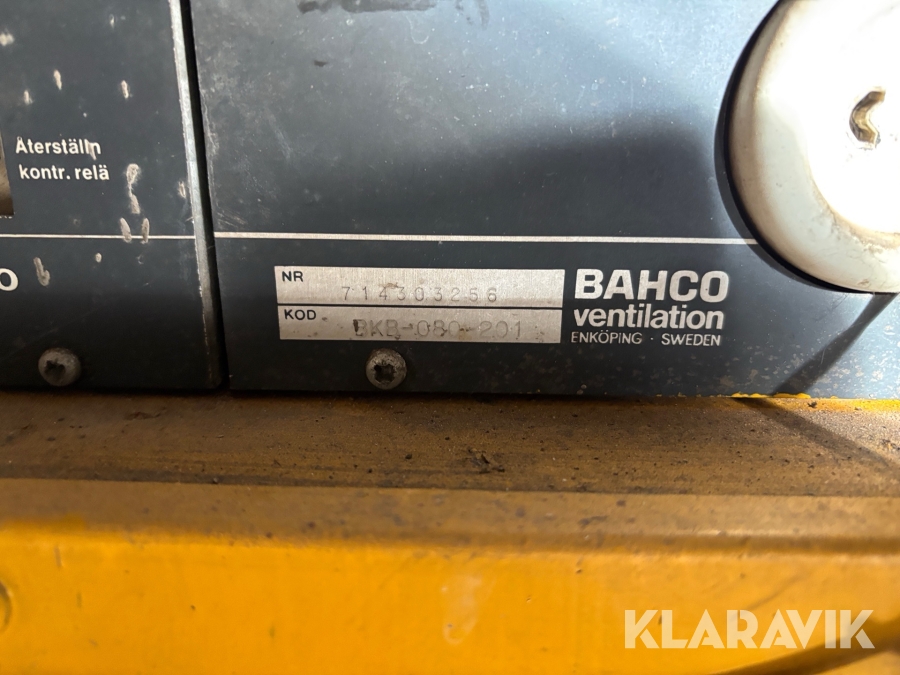 Återställn
kontr. relä
NR
714303256
KOD
BKB-080-201
BAHCO
ventilation
ENKÖPING · SWEDEN
KLARAVIK